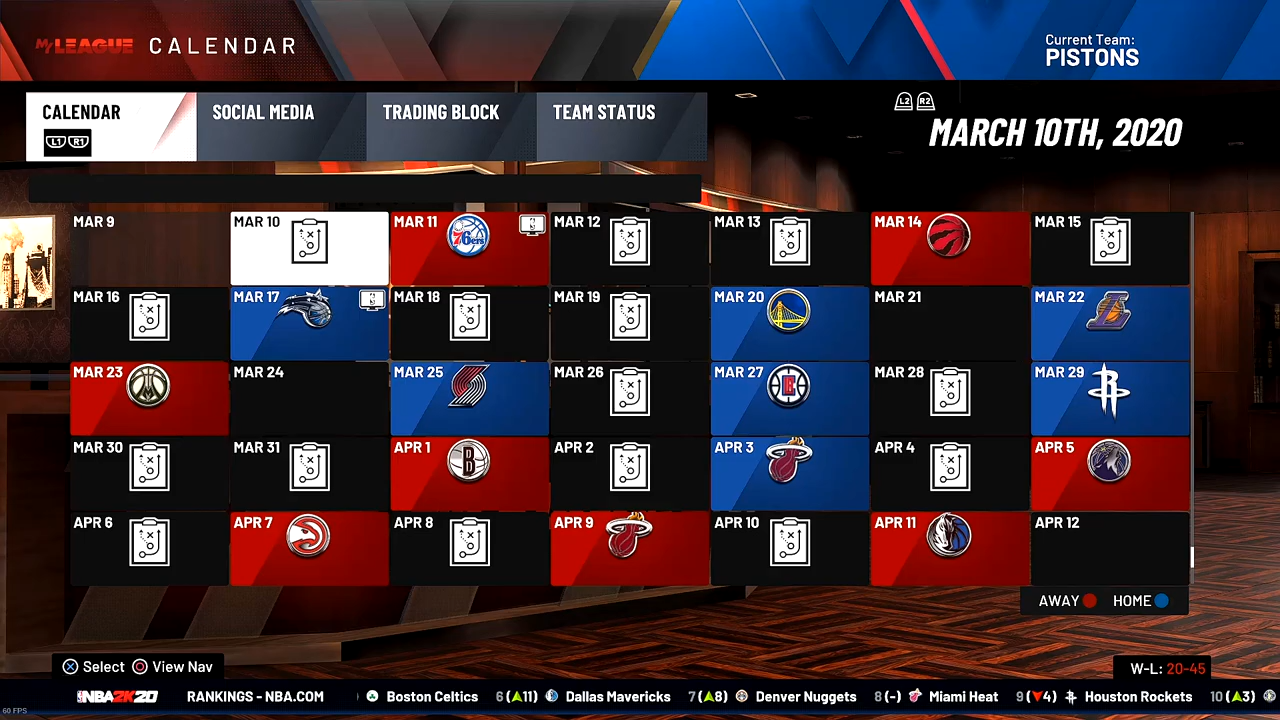 MyLEAGUE CALENDAR
Current Team:
PISTONS
CALENDAR
L1 R1
SOCIAL MEDIA
TRADING BLOCK
TEAM STATUS
L2 R2
MARCH 10TH, 2020
MAR 9 MAR 10 MAR 11 76ers MAR 12 MAR 13 MAR 14 MAR 15
MAR 16 MAR 17 MAR 18 MAR 19 MAR 20 MAR 21 MAR 22
MAR 23 MAR 24 MAR 25 MAR 26 MAR 27 MAR 28 MAR 29
MAR 30 MAR 31 APR 1 B APR 2 APR 3 APR 4 APR 5
APR 6 APR 7 APR 8 APR 9 APR 10 APR 11 APR 12
AWAY HOME
Select View Nav
W-L: 20-45
NBA2K20 RANKINGS - NBA.COM Boston Celtics 6 (▲11) Dallas Mavericks 7 (▲8) Denver Nuggets 8 (-) Miami Heat 9 (▼4) Houston Rockets 10 (▲3)
60 FPS